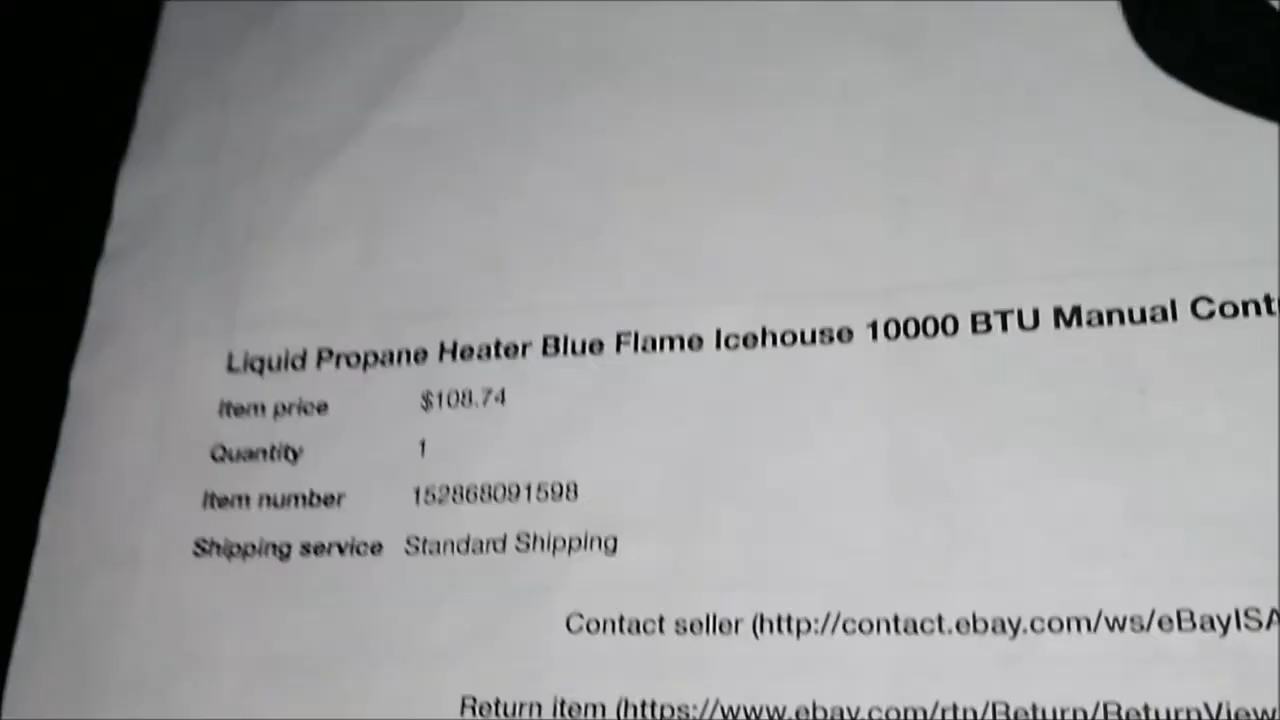 Liquid Propane Heater Blue Flame Icehouse 10000 BTU Manual Cont
Item price $108.74
Quantity 1
Item number 152868091598
Shipping service Standard Shipping
Contact seller (http://contact.ebay.com/ws/eBayISA
Return item (https://www.ebay.com/rtn/Return/ReturnView